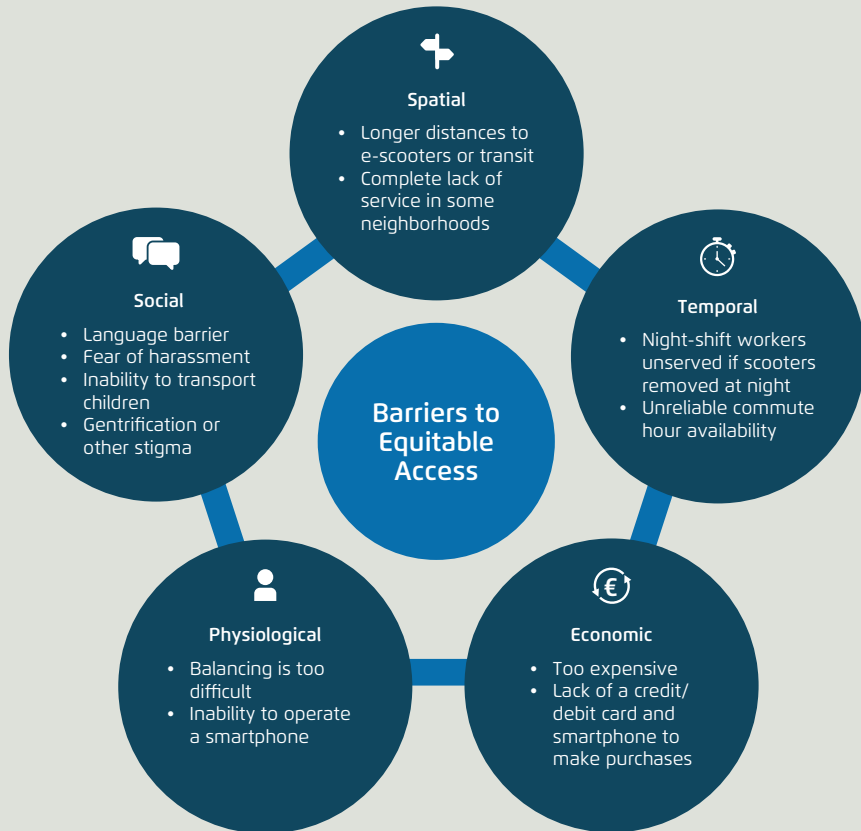 Spatial
• Longer distances to
e-scooters or transit
• Complete lack of
service in some
neighborhoods
Social
• Language barrier
• Fear of harassment
• Inability to transport
children
• Gentrification or
other stigma
Temporal
• Night-shift workers
unserved if scooters
removed at night
• Unreliable commute
hour availability
Barriers to
Equitable
Access
Physiological
• Balancing is too
difficult
• Inability to operate
a smartphone
€
Economic
• Too expensive
• Lack of a credit/
debit card and
smartphone to
make purchases